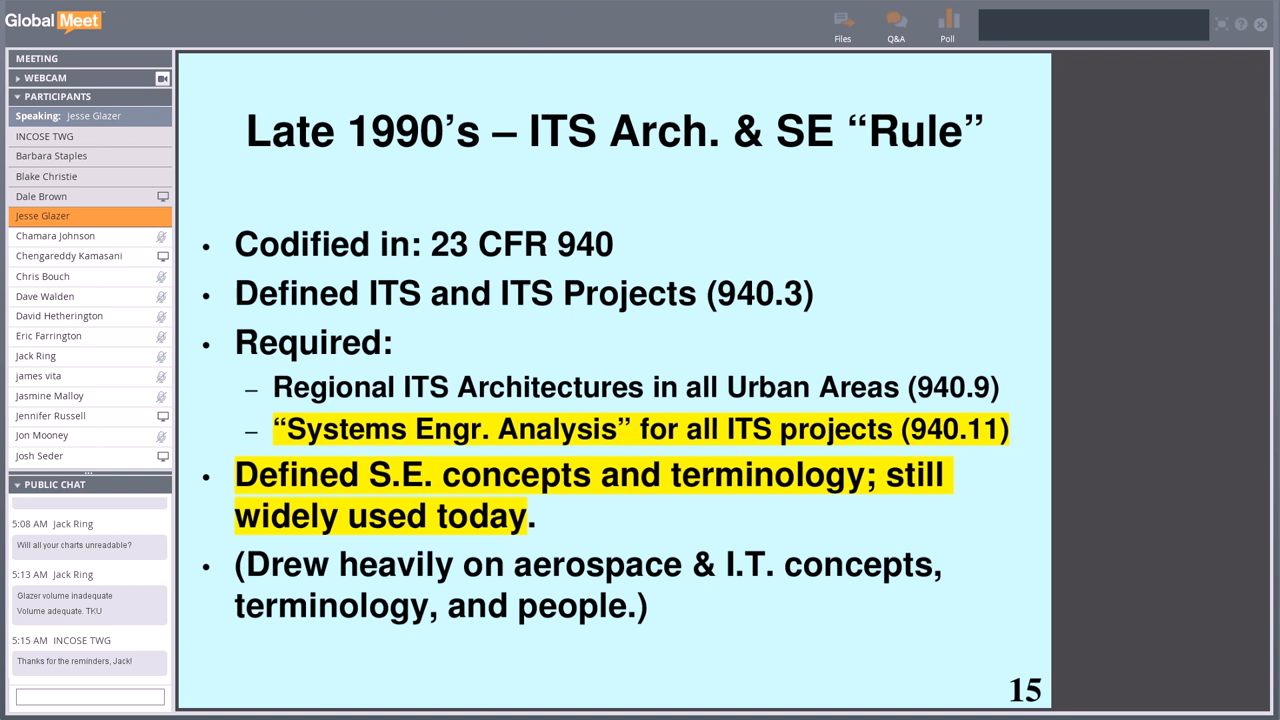 Global Meet
Files
Q&A
Poll
MEETING
WEBCAM
PARTICIPANTS
Speaking: Jesse Glazer
INCOSE TWG
Barbara Staples
Blake Christie
Dale Brown
Jesse Glazer
Chamara Johnson
Chengareddy Kamasani
Chris Bouch
Dave Walden
David Hetherington
Eric Farrington
Jack Ring
james vita
Jasmine Malloy
Jennifer Russell
Jon Mooney
Josh Seder
PUBLIC CHAT
5:08 AM Jack Ring
Will all your charts unreadable?
5:13 AM Jack Ring
Glazer volume inadequate
Volume adequate. TKU
5:15 AM INCOSE TWG
Thanks for the reminders, Jack!
Late 1990’s – ITS Arch. & SE “Rule”
• Codified in: 23 CFR 940
• Defined ITS and ITS Projects (940.3)
• Required:
– Regional ITS Architectures in all Urban Areas (940.9)
– “Systems Engr. Analysis” for all ITS projects (940.11)
• Defined S.E. concepts and terminology; still
widely used today.
• (Drew heavily on aerospace & I.T. concepts,
terminology, and people.)
15